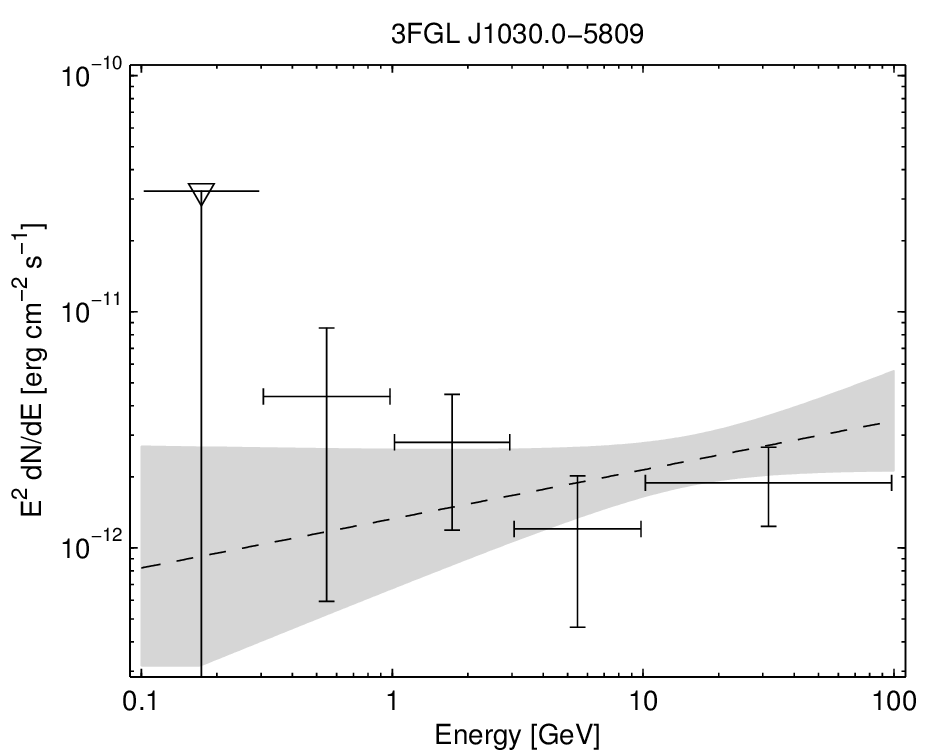 3FGL J1030.0−5809
10⁻¹⁰
10⁻¹¹
10⁻¹²
E² dN/dE [erg cm⁻² s⁻¹]
0.1 1 10 100
Energy [GeV]